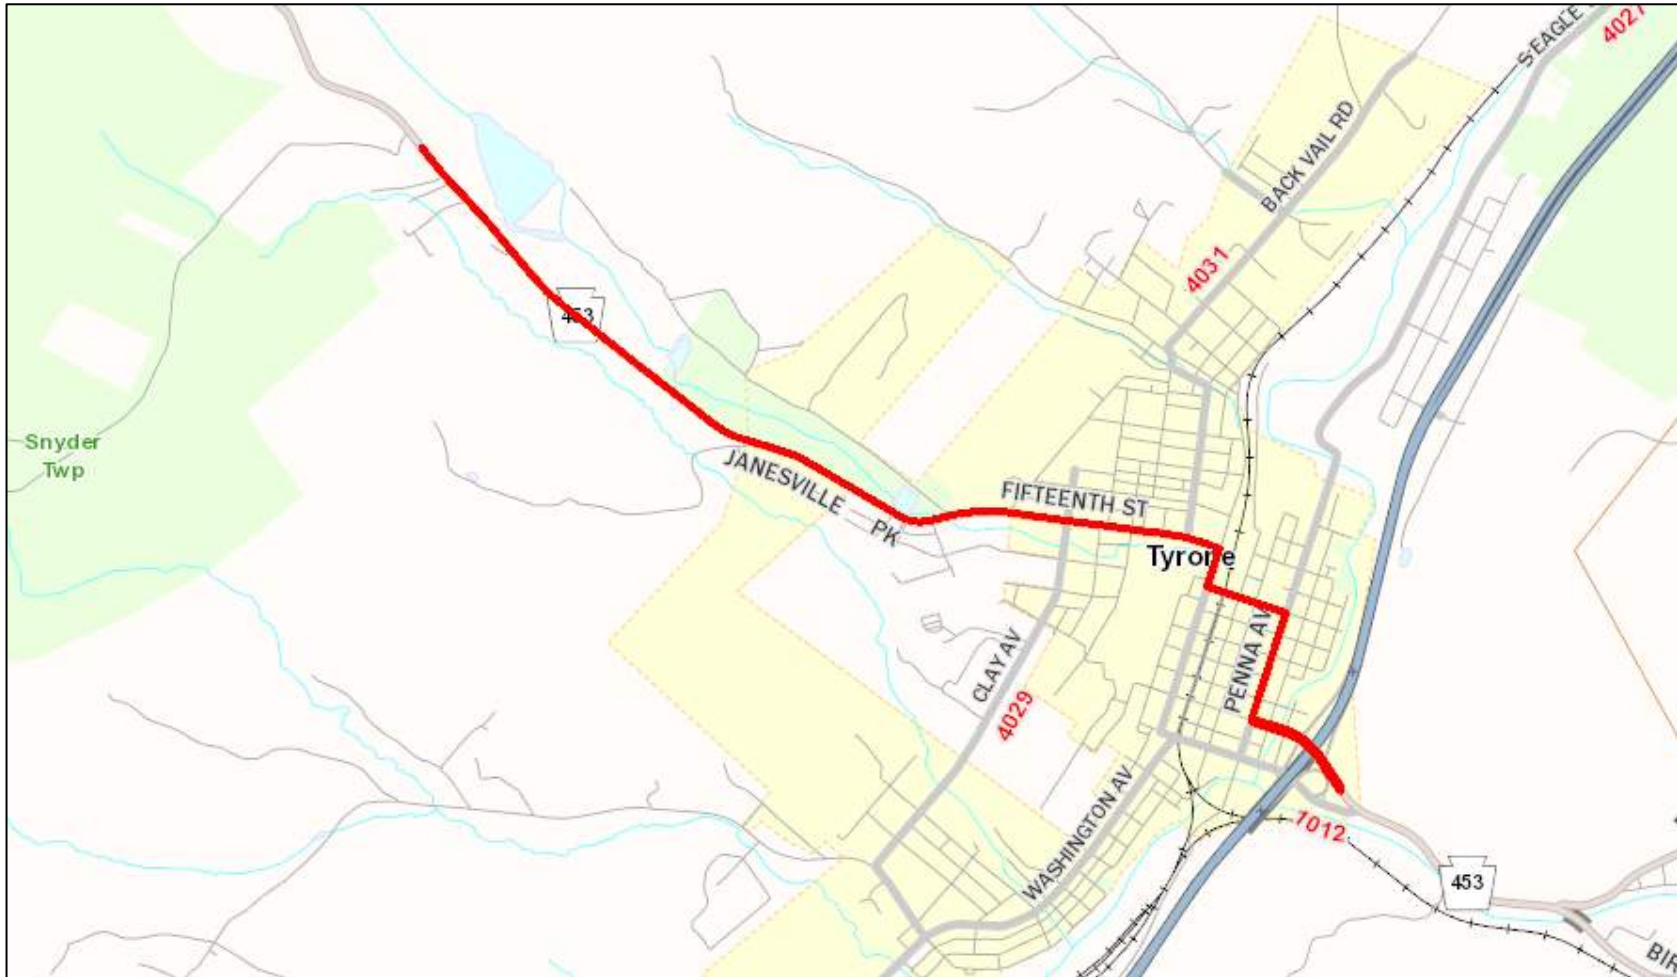 S EAGLE
4027
BACK VAIL RD
4031
453
Snyder
Twp
JANESVILLE PK
FIFTEENTH ST
Tyrone
PENNA AV
CLAY AV
4029
WASHINGTON AV
1012
453